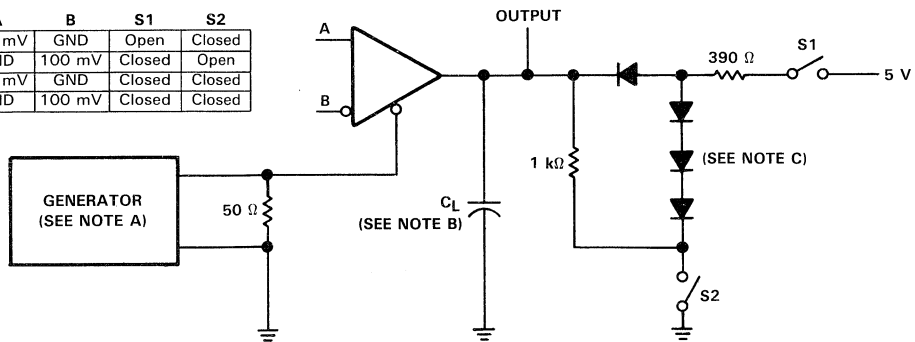 OUTPUT
B S1 S2
mV GND Open Closed
100 mV Closed Open
mV GND Closed Closed
100 mV Closed Closed
A
B
390 Ω
S1
5 V
1 kΩ
(SEE NOTE C)
GENERATOR
(SEE NOTE A)
50 Ω
CL
(SEE NOTE B)
S2